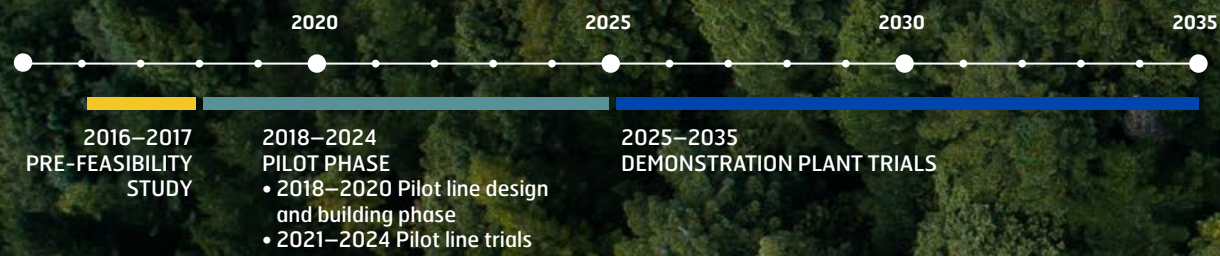 2020 2025 2030 2035
2016–2017
PRE-FEASIBILITY
STUDY
2018–2024
PILOT PHASE
• 2018–2020 Pilot line design
and building phase
• 2021–2024 Pilot line trials
2025–2035
DEMONSTRATION PLANT TRIALS